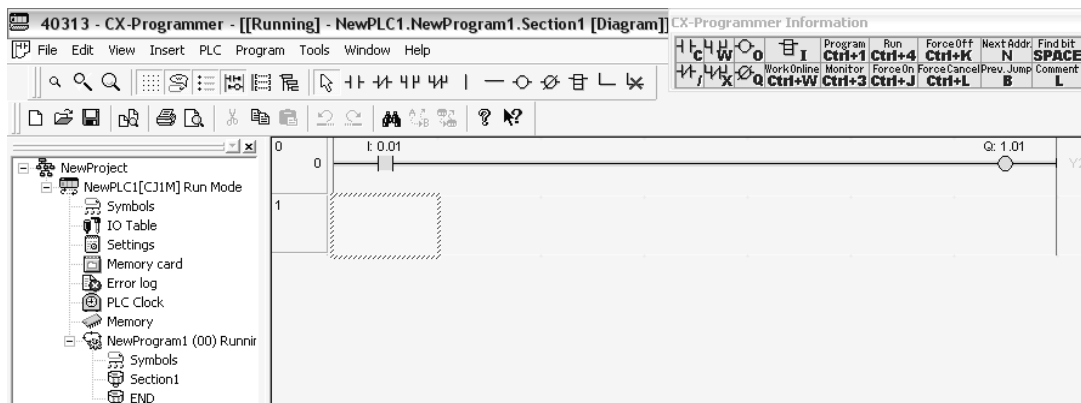 40313 - CX-Programmer - [[Running] - NewPLC1.NewProgram1.Section1 [Diagram]]
File Edit View Insert PLC Program Tools Window Help
CX-Programmer Information
C W O I Program Ctrl+1 Run Ctrl+4 Force Off Ctrl+K Next Addr. N Find bit SPACE
/ X Q Work Online Ctrl+W Monitor Ctrl+3 Force On Ctrl+J Force Cancel Ctrl+L Prev. Jump B Comment L
NewProject
NewPLC1[CJ1M] Run Mode
Symbols
IO Table
Settings
Memory card
Error log
PLC Clock
Memory
NewProgram1 (00) Runnir
Symbols
Section1
END
0
0
I: 0.01
Q: 1.01
1